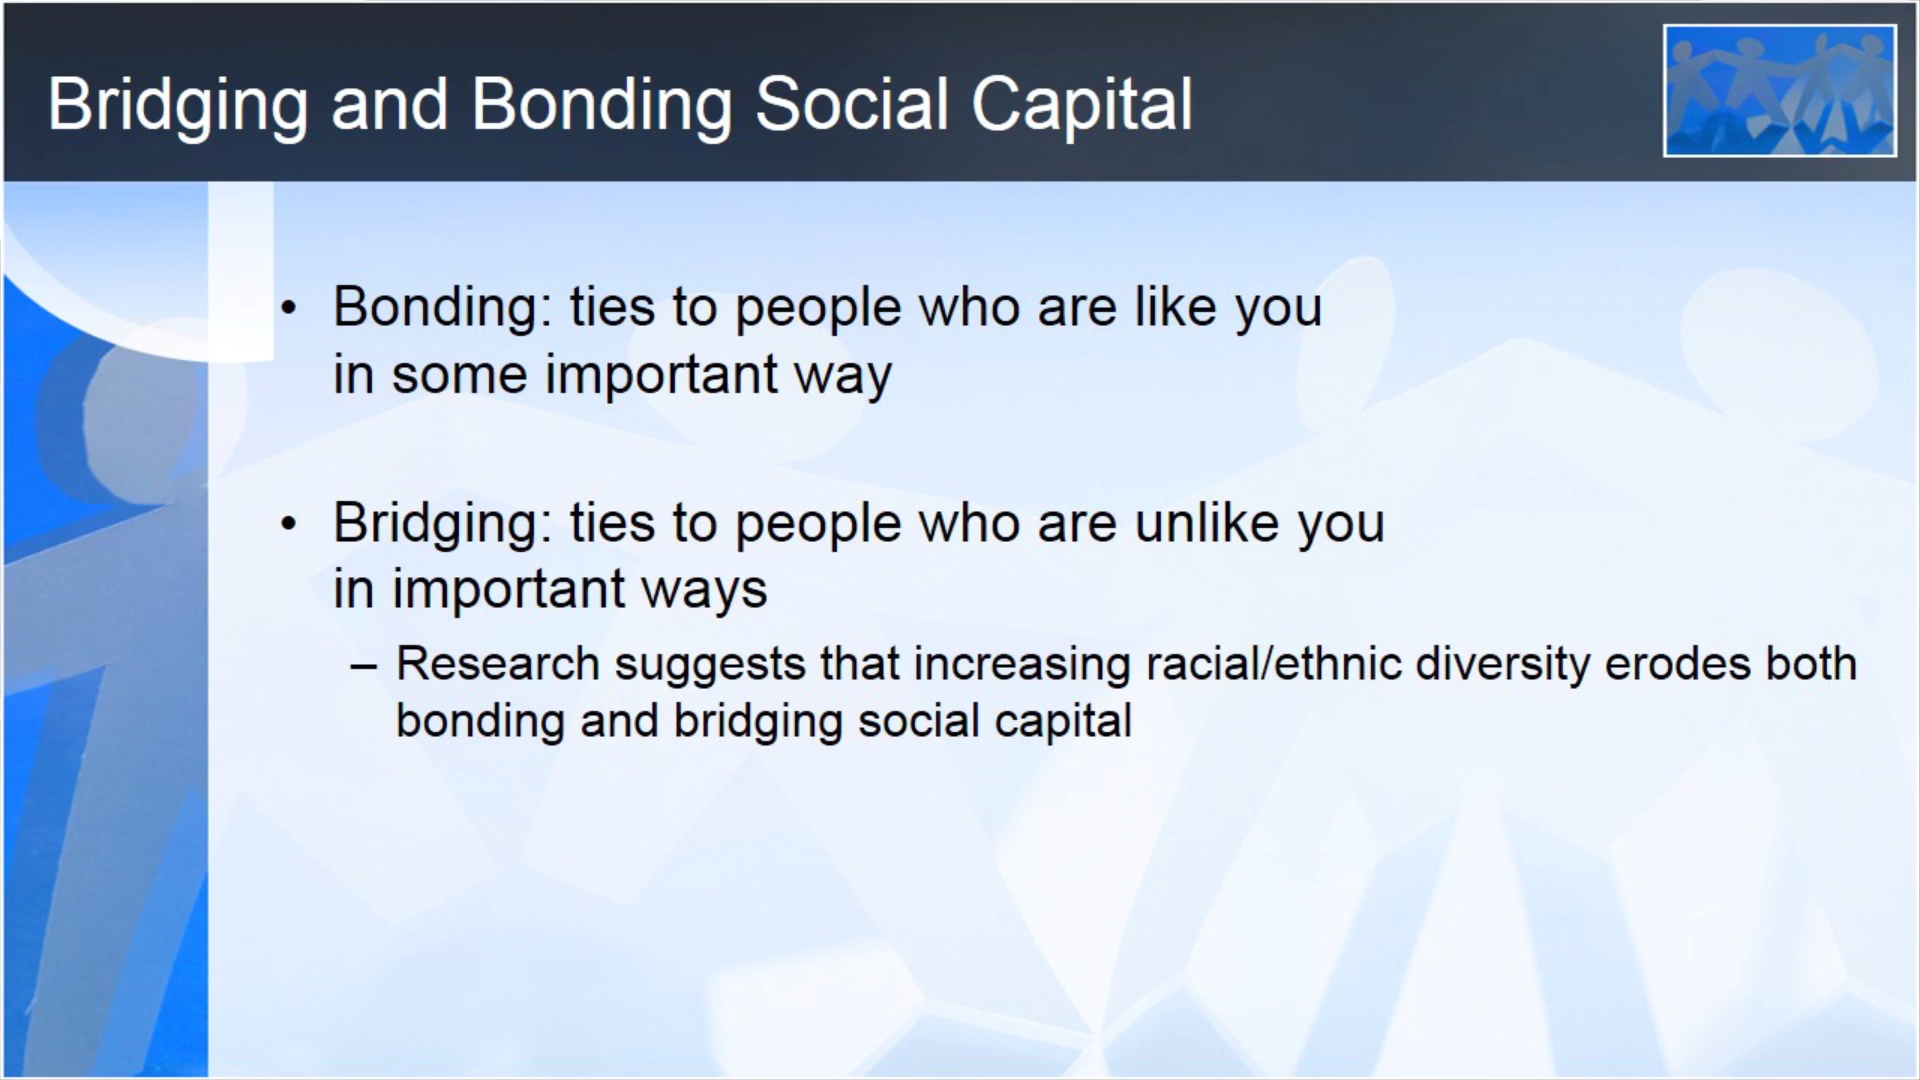 Bridging and Bonding Social Capital
• Bonding: ties to people who are like you
in some important way
• Bridging: ties to people who are unlike you
in important ways
– Research suggests that increasing racial/ethnic diversity erodes both
bonding and bridging social capital